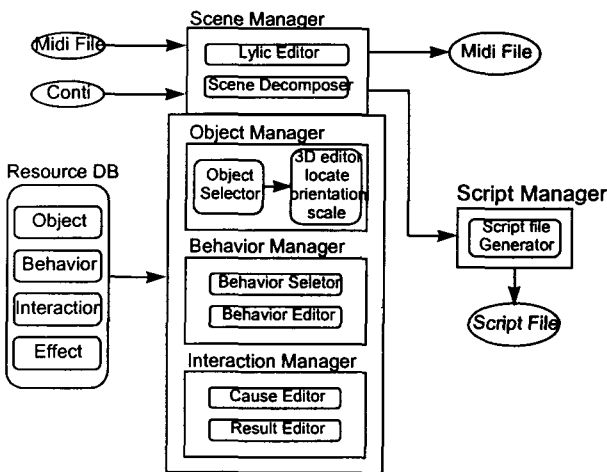 Scene Manager
Midi File
Lylic Editor
Midi File
Conti
Scene Decomposer
Object Manager
Resource DB
Object
Selector
3D editor
locate
orientation
scale
Object
Behavior
Interaction
Effect
Script Manager
Script file
Generator
Script File
Behavior Manager
Behavior Seletor
Behavior Editor
Interaction Manager
Cause Editor
Result Editor